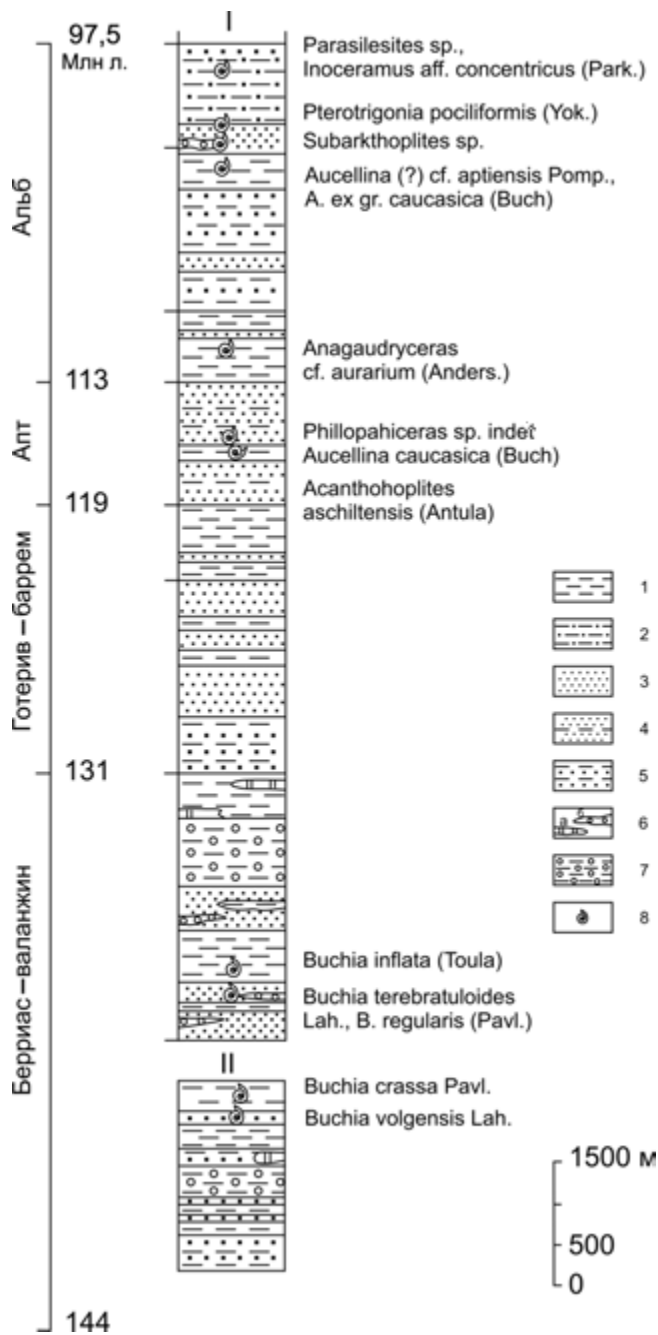 I
97,5
Млн л.
Parasilesites sp.,
Inoceramus aff. concentricus (Park.)
Pterotrigonia pociliformis (Yok.)
Subarkthoplites sp.
Aucellina (?) cf. aptiensis Pomp.,
A. ex gr. caucasica (Buch)
Альб
Anagaudryceras
cf. aurarium (Anders.)
113
Апт
Phillopahiceras sp. indet
Aucellina caucasica (Buch)
Acanthohoplites
aschiltensis (Antula)
119
Готерив – баррем
1
2
3
4
5
6
7
8
131
Берриас – валанжин
Buchia inflata (Toula)
Buchia terebratuloides
Lah., B. regularis (Pavl.)
II
Buchia crassa Pavl.
Buchia volgensis Lah.
1500 м
500
0
144